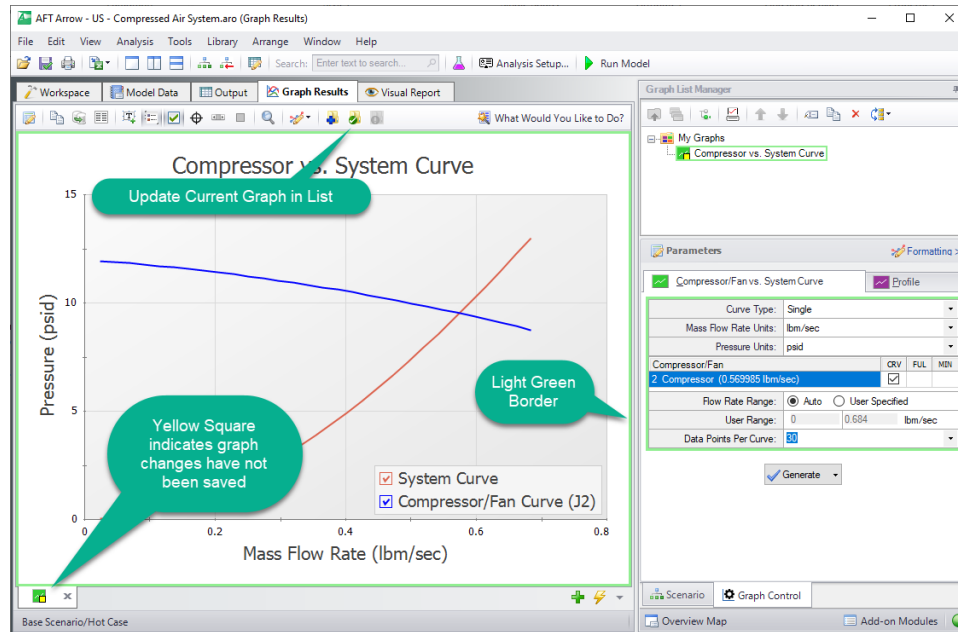 AFT Arrow - US - Compressed Air System.aro (Graph Results)
File Edit View Analysis Tools Library Arrange Window Help
Search: Enter text to search... Analysis Setup... Run Model
Workspace Model Data Output Graph Results Visual Report
What Would You Like to Do?
Compressor vs. System Curve
Update Current Graph in List
15
10
5
0
Pressure (psid)
Light Green
Border
Yellow Square
indicates graph
changes have not
been saved
System Curve
Compressor/Fan Curve (J2)
0 0.2 0.4 0.6 0.8
Mass Flow Rate (lbm/sec)
Base Scenario/Hot Case
Graph List Manager
My Graphs
Compressor vs. System Curve
Parameters Formatting >
Compressor/Fan vs. System Curve Profile
Curve Type: Single
Mass Flow Rate Units: lbm/sec
Pressure Units: psid
Compressor/Fan CRV FUL MIN
2 Compressor (0.569985 lbm/sec)
Flow Rate Range: Auto User Specified
User Range: 0 0.684 lbm/sec
Data Points Per Curve: 30
Generate
Scenario Graph Control
Overview Map Add-on Modules